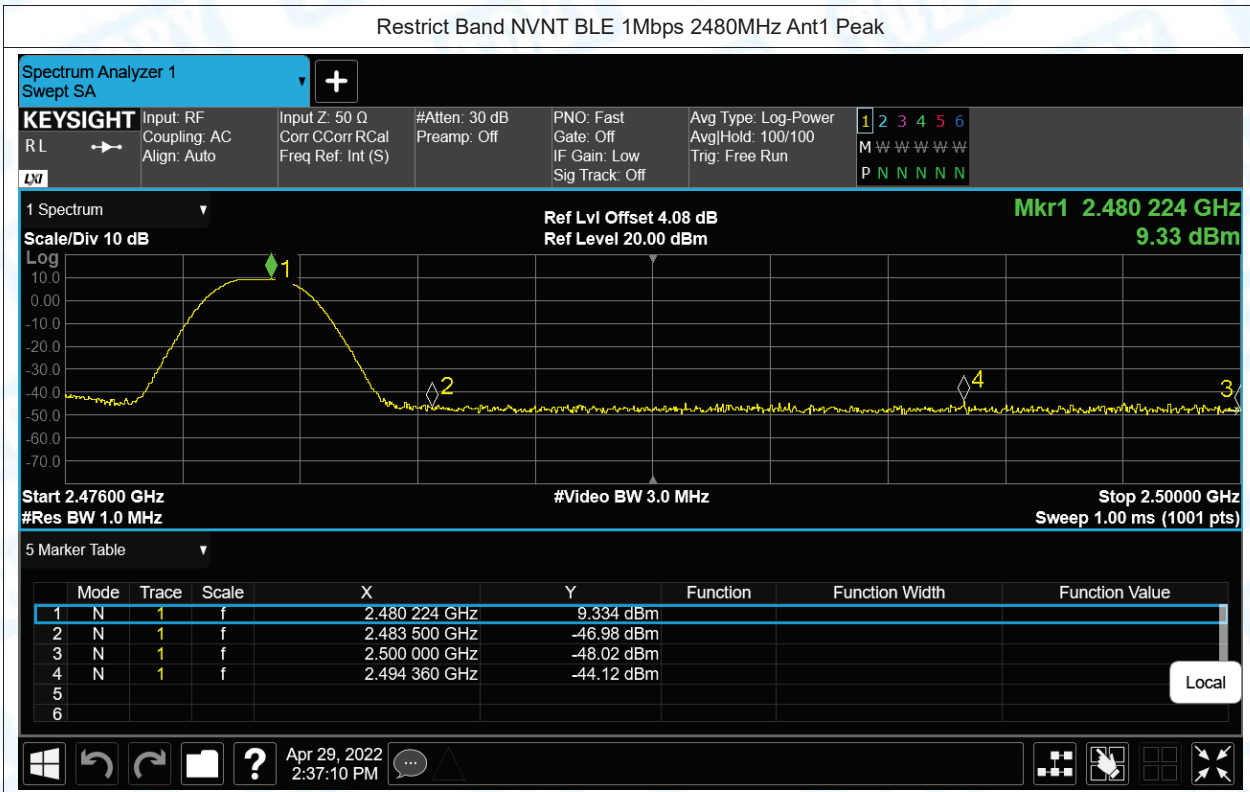 Restrict Band NVNT BLE 1Mbps 2480MHz Ant1 Peak
Spectrum Analyzer 1
Swept SA
KEYSIGHT
R L
LXI
Input: RF
Coupling: AC
Align: Auto
Input Z: 50 Ω
Corr CCorr RCal
Freq Ref: Int (S)
#Atten: 30 dB
Preamp: Off
PNO: Fast
Gate: Off
IF Gain: Low
Sig Track: Off
Avg Type: Log-Power
Avg|Hold: 100/100
Trig: Free Run
1 2 3 4 5 6
M W W W W W
P N N N N N
1 Spectrum
Scale/Div 10 dB
Ref Lvl Offset 4.08 dB
Ref Level 20.00 dBm
Mkr1 2.480 224 GHz
9.33 dBm
Log
10.0
0.00
-10.0
-20.0
-30.0
-40.0
-50.0
-60.0
-70.0
1
2
4
3
Start 2.47600 GHz
#Video BW 3.0 MHz
Stop 2.50000 GHz
#Res BW 1.0 MHz
Sweep 1.00 ms (1001 pts)
5 Marker Table
Mode Trace Scale X Y Function Function Width Function Value
1 N 1 f 2.480 224 GHz 9.334 dBm
2 N 1 f 2.483 500 GHz -46.98 dBm
3 N 1 f 2.500 000 GHz -48.02 dBm
4 N 1 f 2.494 360 GHz -44.12 dBm
5
6
Local
?
Apr 29, 2022
2:37:10 PM